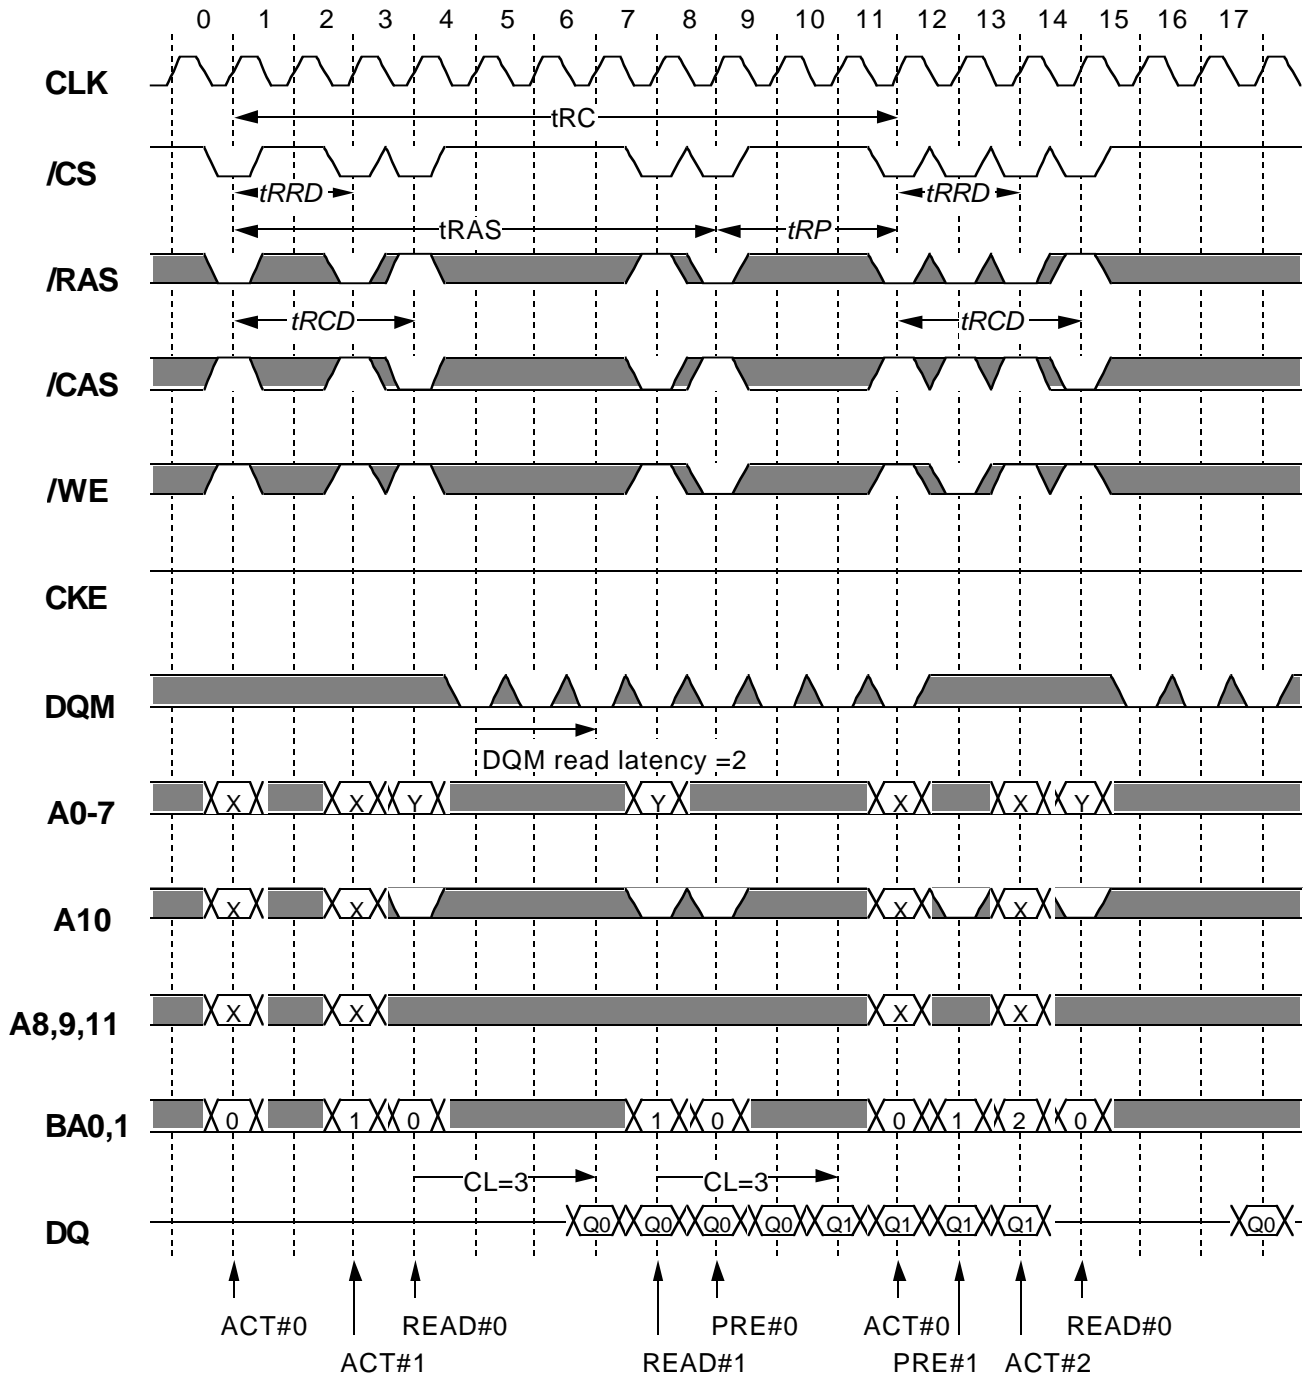 0 1 2 3 4 5 6 7 8 9 10 11 12 13 14 15 16 17
CLK
tRC
/CS
tRRD tRRD
tRAS tRP
/RAS
tRCD tRCD
/CAS
/WE
CKE
DQM
DQM read latency =2
A0-7 X X Y Y X X Y
A10 X X X X
A8,9,11 X X X X
BA0,1 0 1 0 1 0 0 1 2 0
CL=3 CL=3
DQ Q0 Q0 Q0 Q0 Q1 Q1 Q1 Q1 Q0
ACT#0 READ#0 PRE#0 ACT#0 READ#0
ACT#1 READ#1 PRE#1 ACT#2